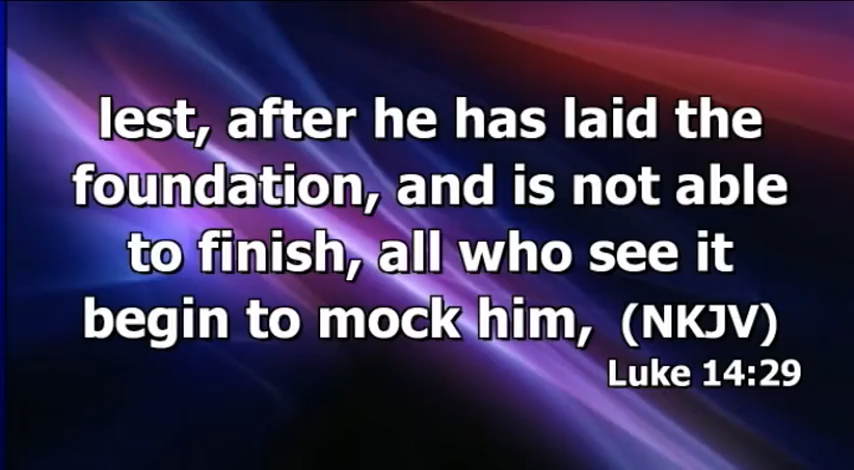 lest, after he has laid the
foundation, and is not able
to finish, all who see it
begin to mock him, (NKJV)
Luke 14:29